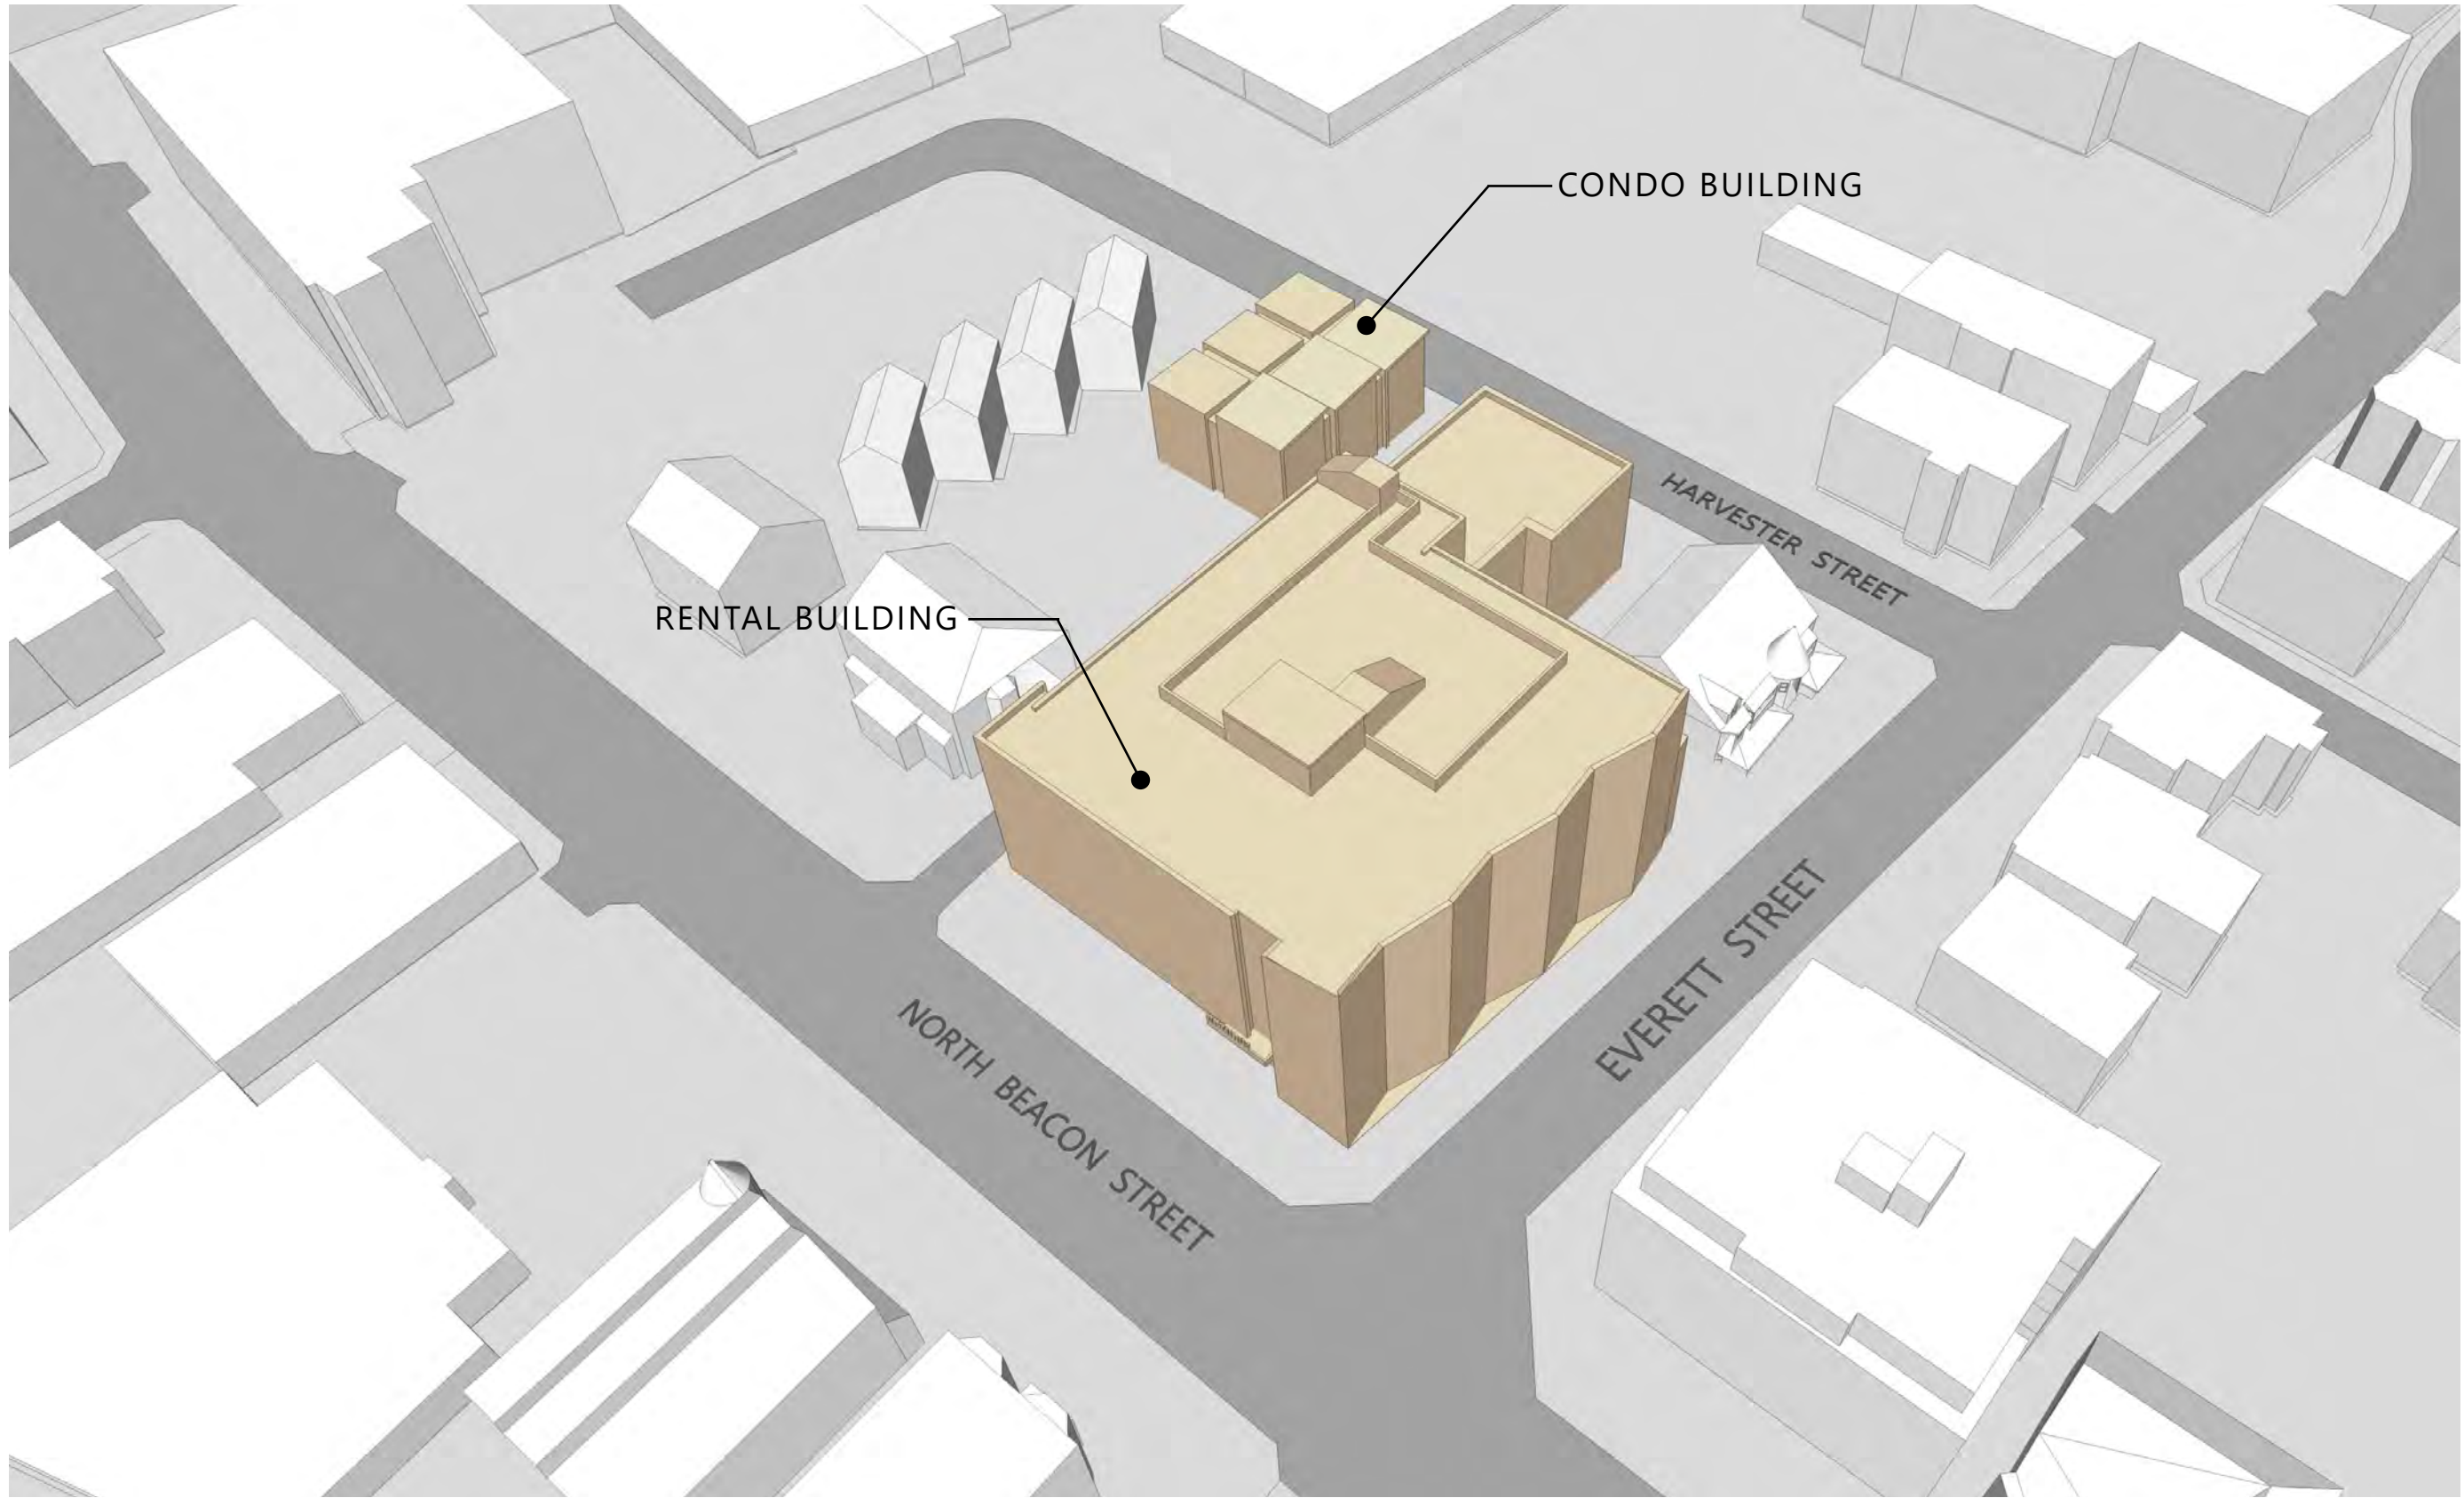 CONDO BUILDING
HARVESTER STREET
RENTAL BUILDING
EVERETT STREET
NORTH BEACON STREET